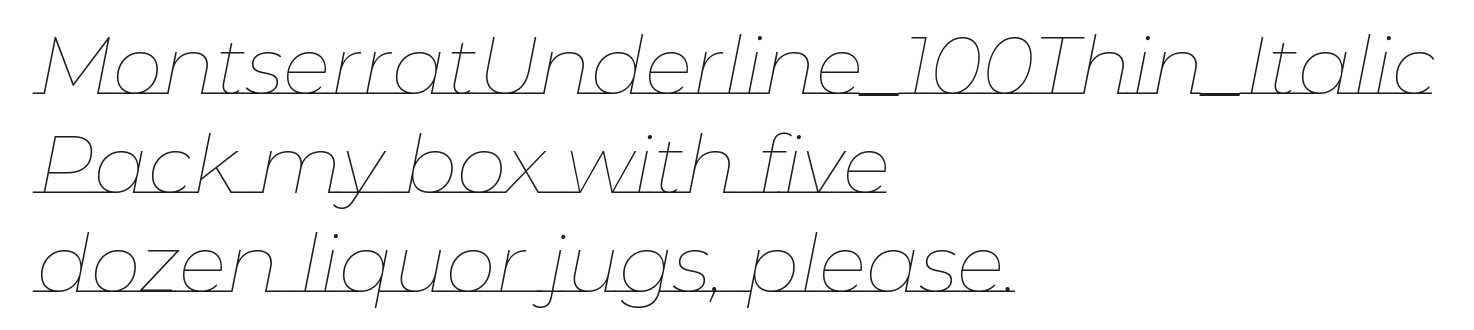 MontserratUnderline_100Thin_Italic
Pack my box with five
dozen liquor jugs, please.